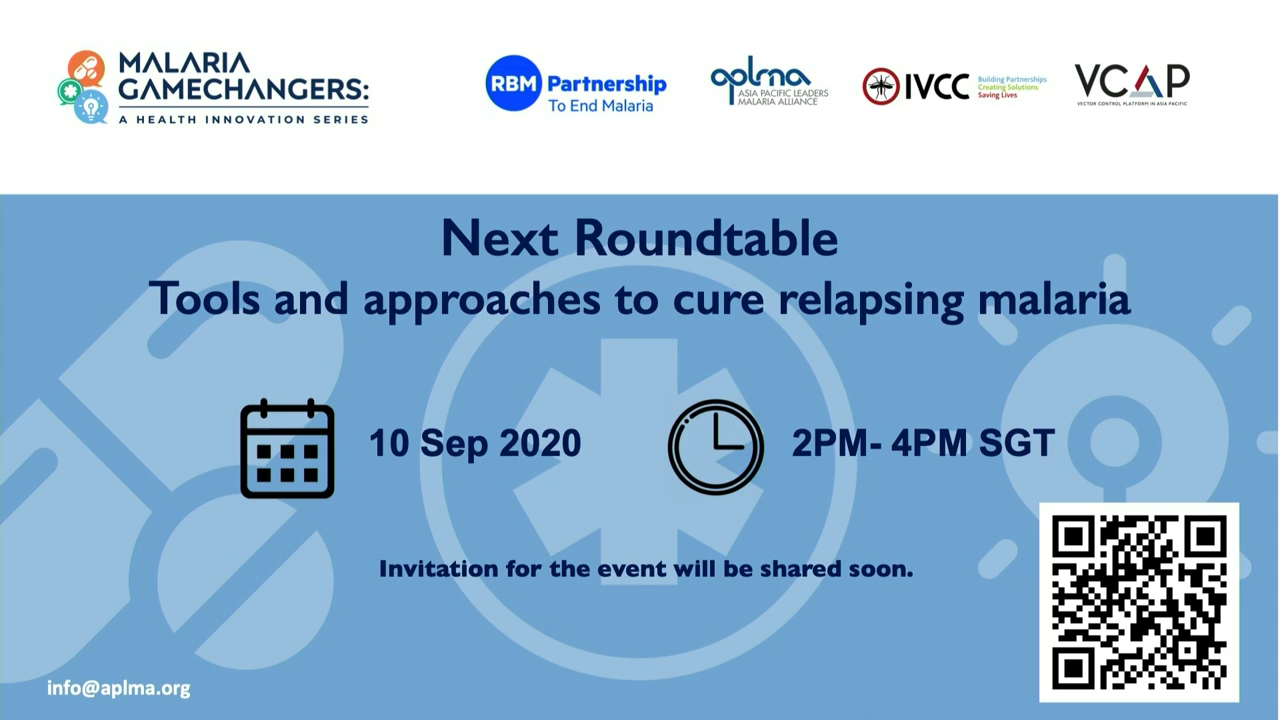 MALARIA
GAMECHANGERS:
A HEALTH INNOVATION SERIES
RBM Partnership
To End Malaria
aplma
ASIA PACIFIC LEADERS
MALARIA ALLIANCE
IVCC
Building Partnerships
Creating Solutions
Saving Lives
VCAP
VECTOR CONTROL PLATFORM IN ASIA PACIFIC
Next Roundtable
Tools and approaches to cure relapsing malaria
10 Sep 2020
2PM- 4PM SGT
Invitation for the event will be shared soon.
info@aplma.org